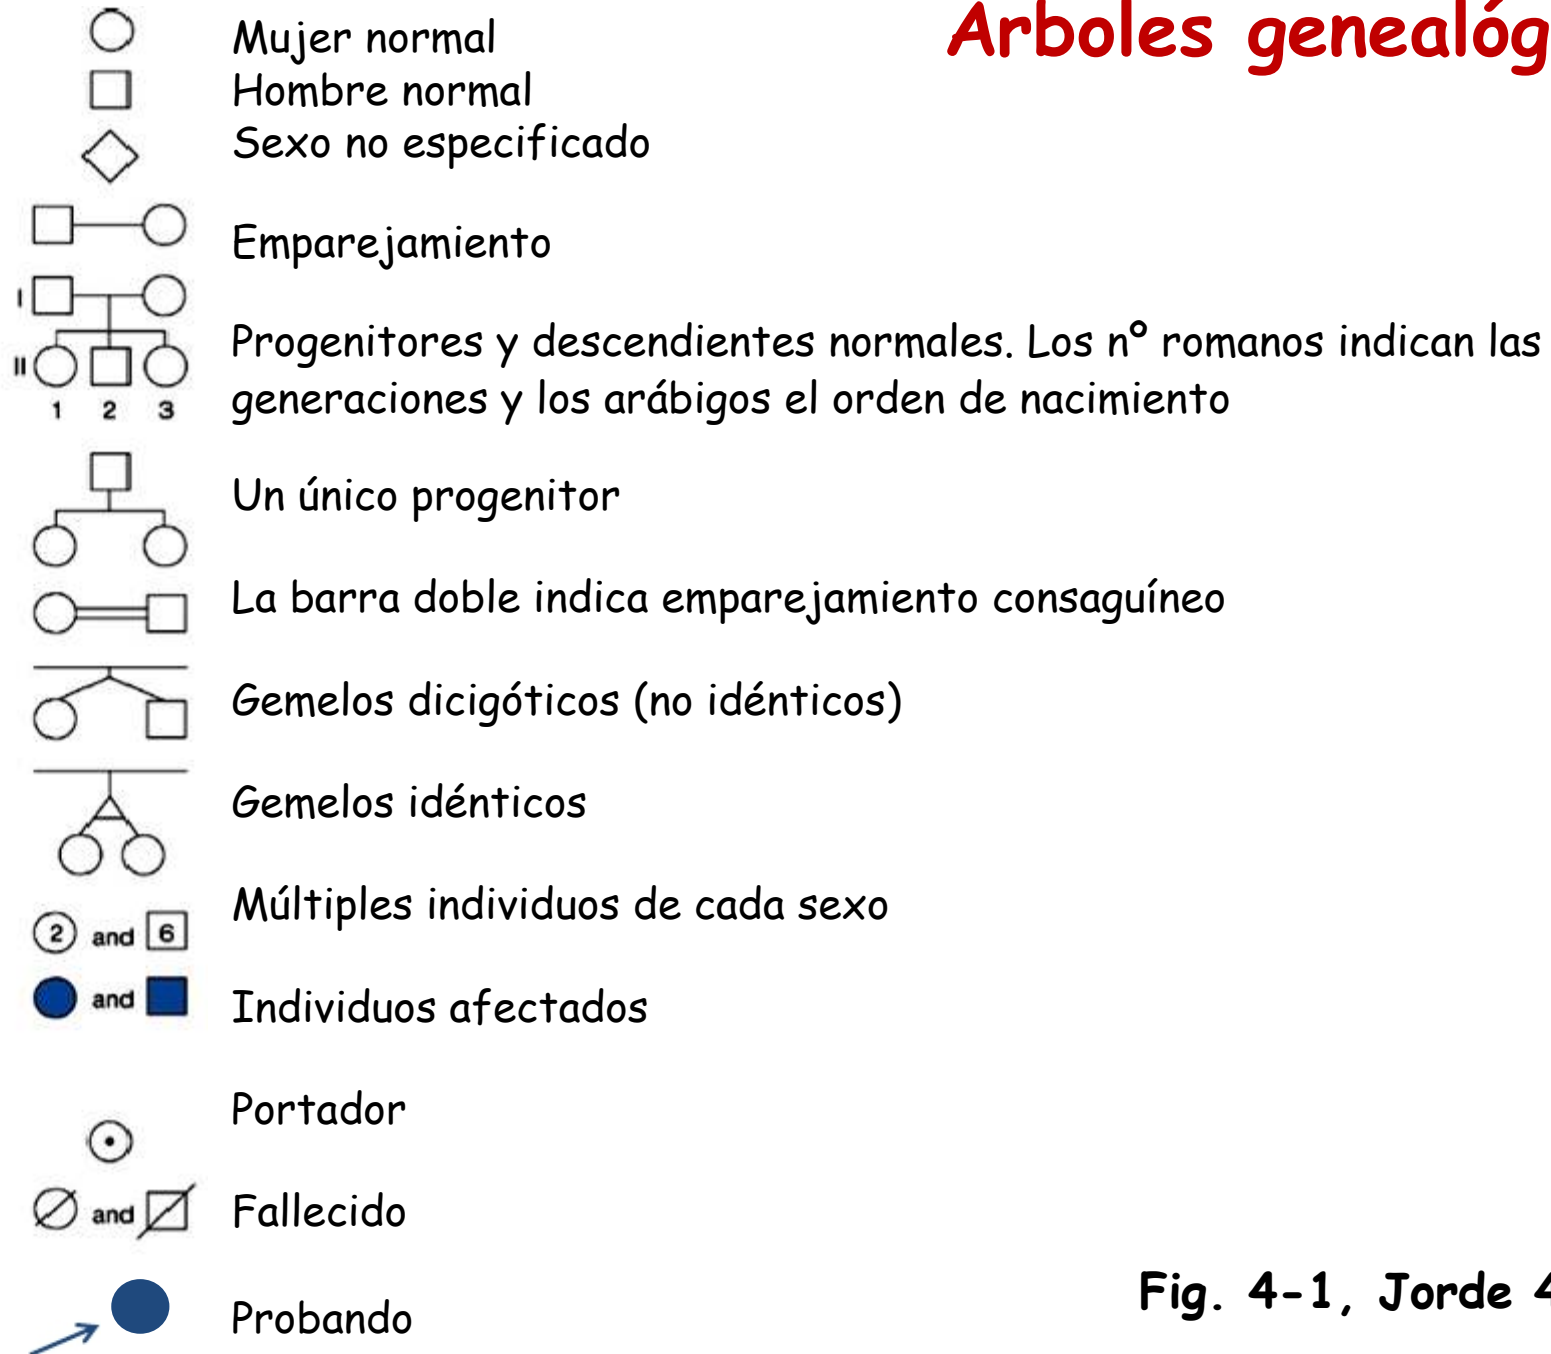 Arboles genealóg
Mujer normal
Hombre normal
Sexo no especificado
Emparejamiento
I
Progenitores y descendientes normales. Los nº romanos indican las
II
generaciones y los arábigos el orden de nacimiento
1 2 3
Un único progenitor
La barra doble indica emparejamiento consaguíneo
Gemelos dicigóticos (no idénticos)
Gemelos idénticos
Múltiples individuos de cada sexo
2 and 6
and
Individuos afectados
Portador
and
Fallecido
Fig. 4-1, Jorde 4
Probando